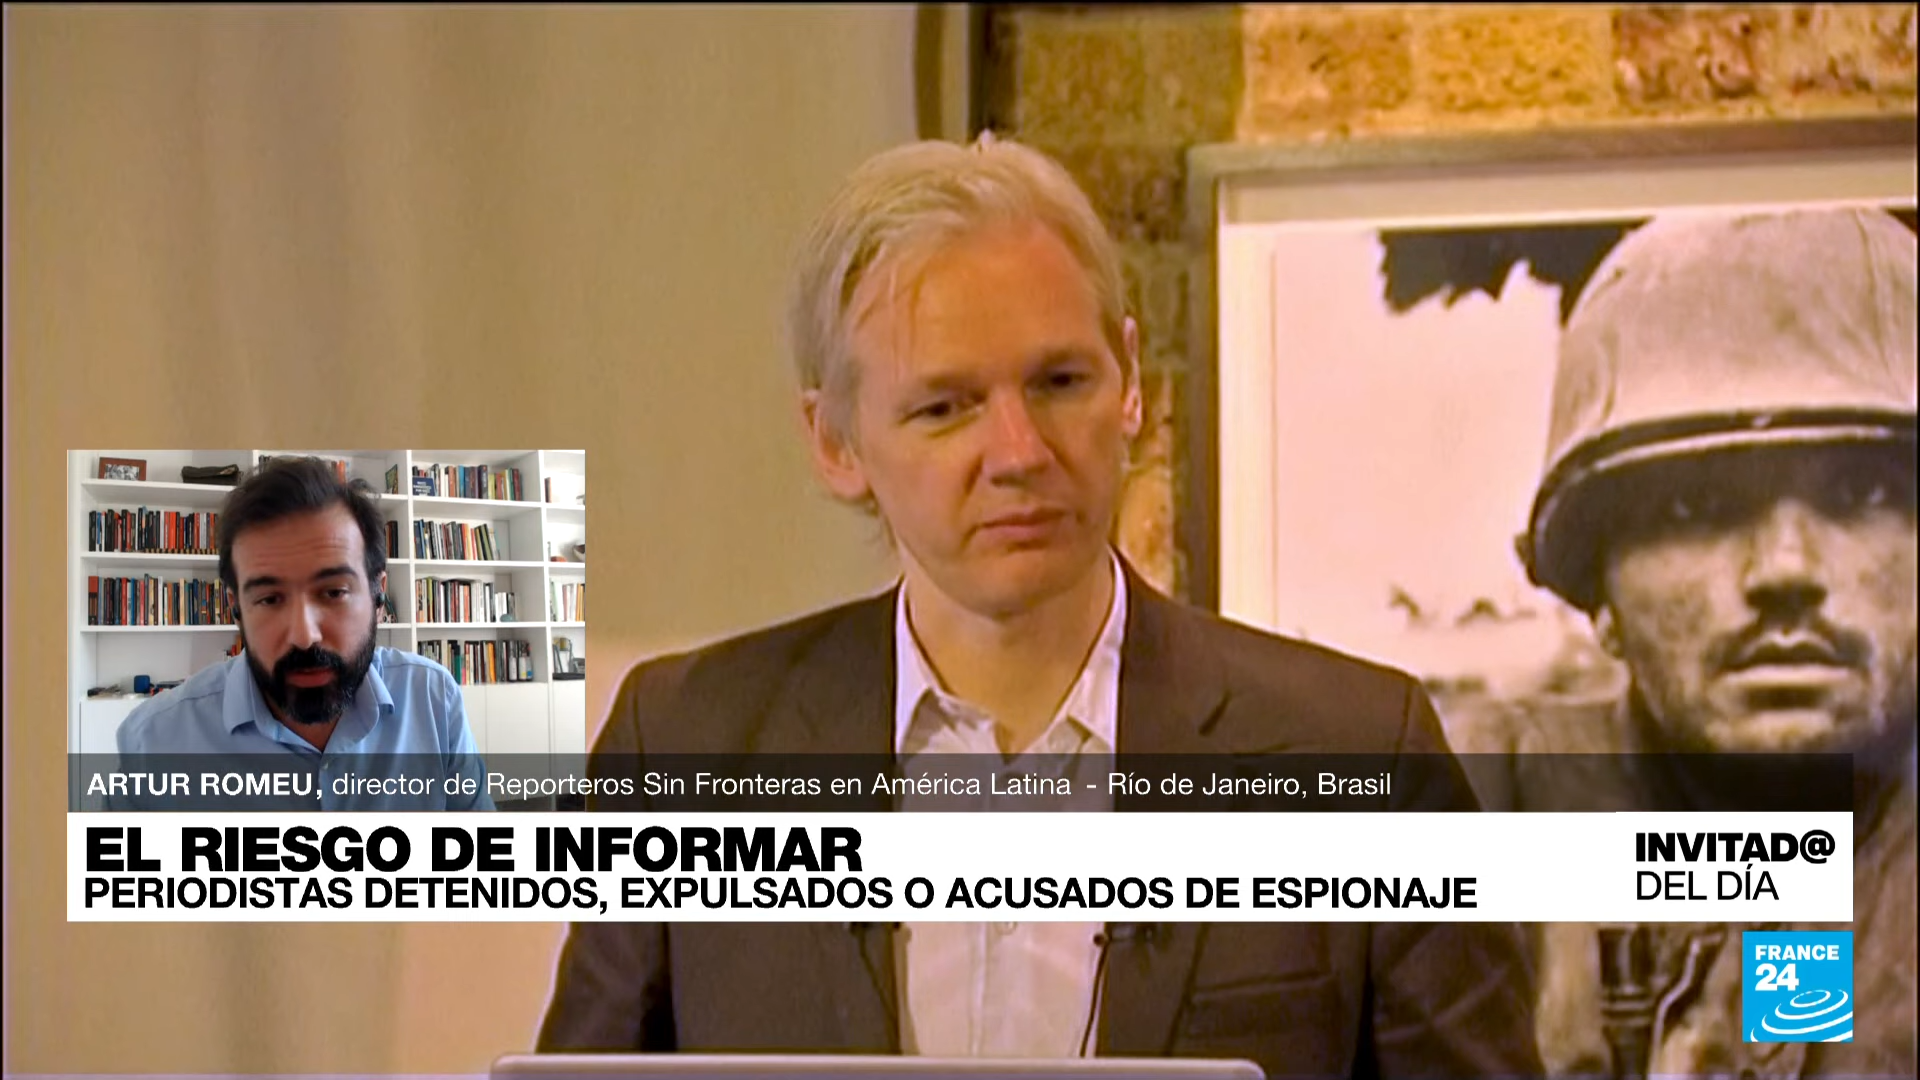 ARTUR ROMEU, director de Reporteros Sin Fronteras en América Latina - Río de Janeiro, Brasil
EL RIESGO DE INFORMAR
PERIODISTAS DETENIDOS, EXPULSADOS O ACUSADOS DE ESPIONAJE
INVITAD@
DEL DÍA
FRANCE
24